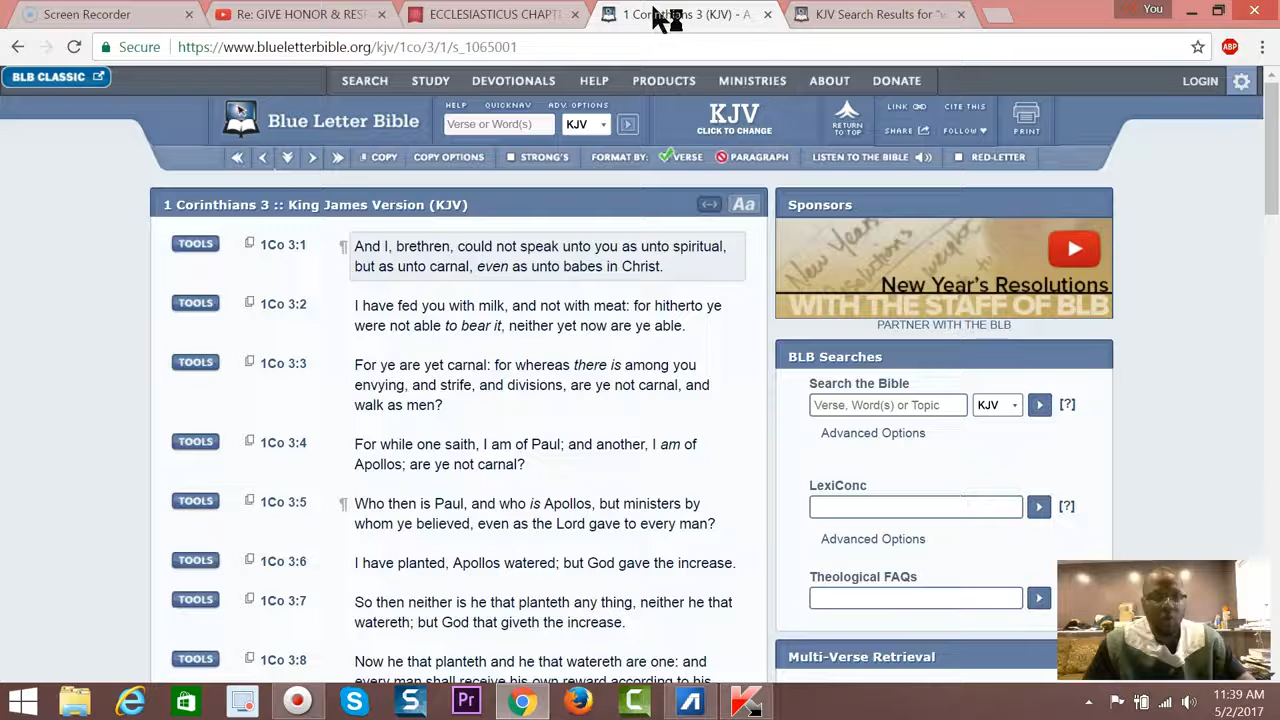 Screen Recorder
Re: GIVE HONOR & RES
ECCLESIASTICUS CHAPTI
1 Corinthians 3 (KJV) - A
KJV Search Results for "
You
Secure
https://www.blueletterbible.org/kjv/1co/3/1/s_1065001
ABP
BLB CLASSIC
SEARCH STUDY DEVOTIONALS HELP PRODUCTS MINISTRIES ABOUT DONATE
LOGIN
Blue Letter Bible
HELP QUICKNAV ADV. OPTIONS
Verse or Word(s)
KJV
KJV
CLICK TO CHANGE
RETURN
TO TOP
LINK CITE THIS
SHARE FOLLOW
PRINT
COPY COPY OPTIONS STRONG'S FORMAT BY: VERSE PARAGRAPH LISTEN TO THE BIBLE RED-LETTER
1 Corinthians 3 :: King James Version (KJV)
Aa
TOOLS 1Co 3:1 ¶ And I, brethren, could not speak unto you as unto spiritual,
but as unto carnal, even as unto babes in Christ.
TOOLS 1Co 3:2 I have fed you with milk, and not with meat: for hitherto ye
were not able to bear it, neither yet now are ye able.
TOOLS 1Co 3:3 For ye are yet carnal: for whereas there is among you
envying, and strife, and divisions, are ye not carnal, and
walk as men?
TOOLS 1Co 3:4 For while one saith, I am of Paul; and another, I am of
Apollos; are ye not carnal?
TOOLS 1Co 3:5 ¶ Who then is Paul, and who is Apollos, but ministers by
whom ye believed, even as the Lord gave to every man?
TOOLS 1Co 3:6 I have planted, Apollos watered; but God gave the increase.
TOOLS 1Co 3:7 So then neither is he that planteth any thing, neither he that
watereth; but God that giveth the increase.
TOOLS 1Co 3:8 Now he that planteth and he that watereth are one: and
every man shall receive his own reward according to his
Sponsors
New Year's Resolutions
WITH THE STAFF OF BLB
PARTNER WITH THE BLB
BLB Searches
Search the Bible
Verse, Word(s) or Topic
KJV
[?]
Advanced Options
LexiConc
[?]
Advanced Options
Theological FAQs
Multi-Verse Retrieval
Pr
11:39 AM
5/2/2017